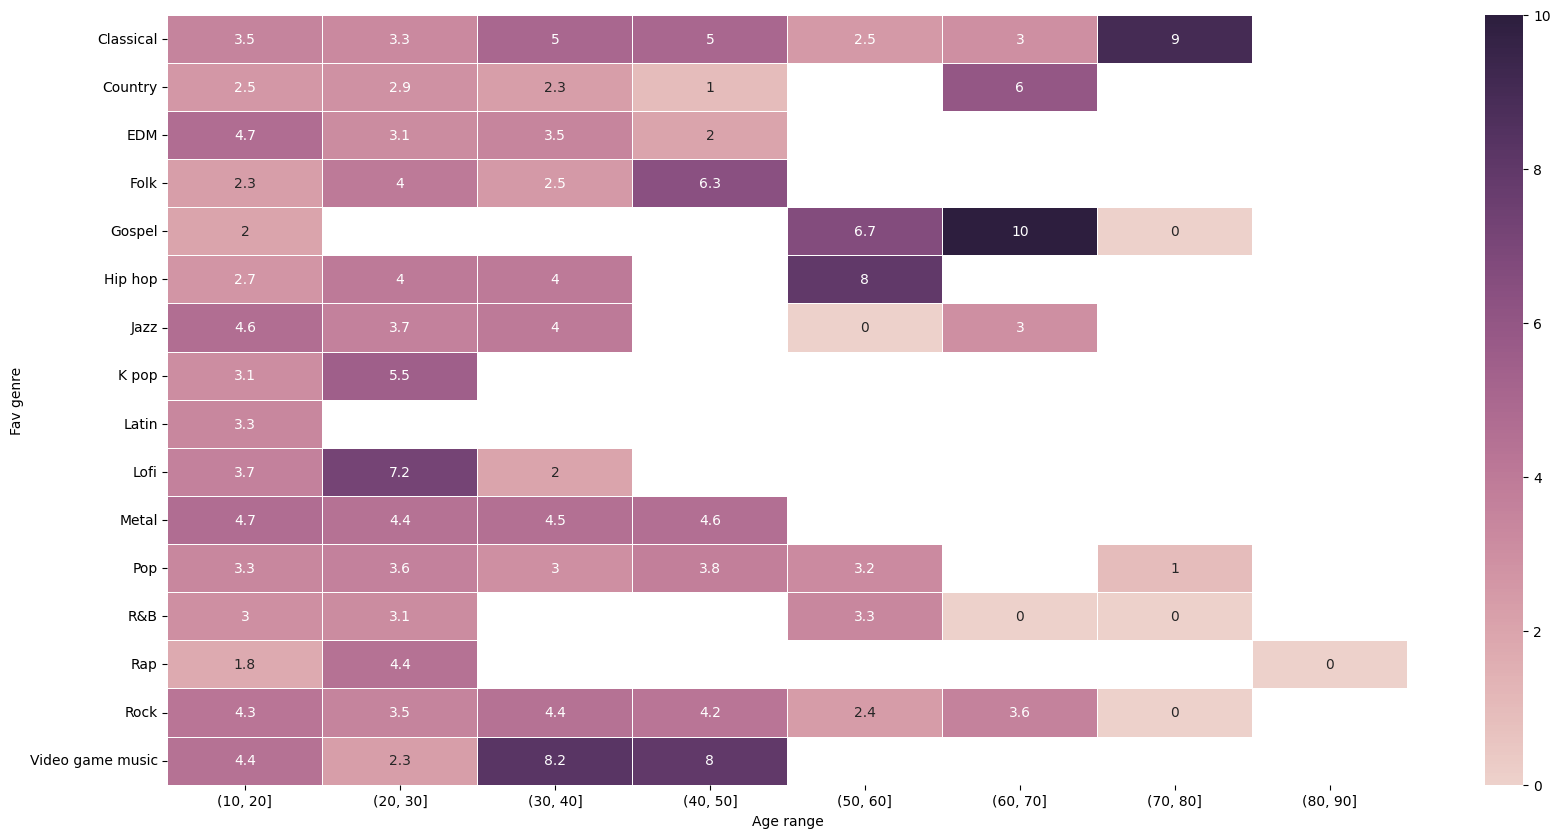 Classical 3.5 3.3 5 5 2.5 3 9
Country 2.5 2.9 2.3 1 6
EDM 4.7 3.1 3.5 2
Folk 2.3 4 2.5 6.3
Gospel 2 6.7 10 0
Hip hop 2.7 4 4 8
Jazz 4.6 3.7 4 0 3
K pop 3.1 5.5
Latin 3.3
Lofi 3.7 7.2 2
Metal 4.7 4.4 4.5 4.6
Pop 3.3 3.6 3 3.8 3.2 1
R&B 3 3.1 3.3 0 0
Rap 1.8 4.4 0
Rock 4.3 3.5 4.4 4.2 2.4 3.6 0
Video game music 4.4 2.3 8.2 8
(10, 20] (20, 30] (30, 40] (40, 50] (50, 60] (60, 70] (70, 80] (80, 90]
Age range
Fav genre
10
8
6
4
2
0